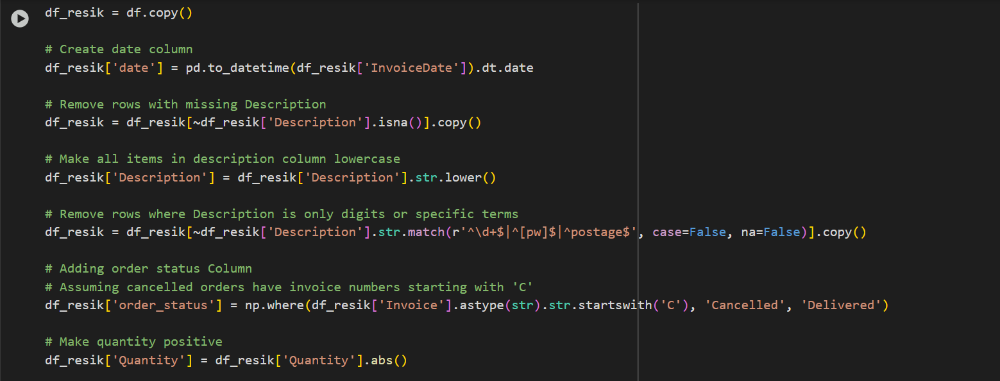 df_resik = df.copy()
# Create date column
df_resik['date'] = pd.to_datetime(df_resik['InvoiceDate']).dt.date
# Remove rows with missing Description
df_resik = df_resik[~df_resik['Description'].isna()].copy()
# Make all items in description column lowercase
df_resik['Description'] = df_resik['Description'].str.lower()
# Remove rows where Description is only digits or specific terms
df_resik = df_resik[~df_resik['Description'].str.match(r'^\d+$|^[pw]$|^postage$', case=False, na=False)].copy()
# Adding order status Column
# Assuming cancelled orders have invoice numbers starting with 'C'
df_resik['order_status'] = np.where(df_resik['Invoice'].astype(str).str.startswith('C'), 'Cancelled', 'Delivered')
# Make quantity positive
df_resik['Quantity'] = df_resik['Quantity'].abs()